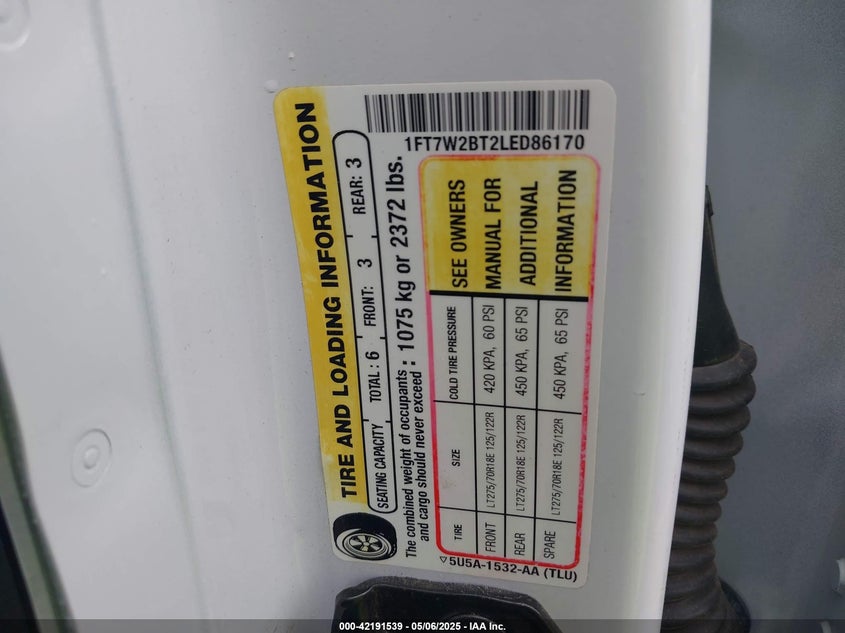 1FT7W2BT2LED86170
TIRE AND LOADING INFORMATION
SEATING CAPACITY TOTAL: 6 FRONT: 3 REAR: 3
The combined weight of occupants
and cargo should never exceed : 1075 kg or 2372 lbs.
TIRE SIZE COLD TIRE PRESSURE
FRONT LT275/70R18E 125/122R 420 KPA, 60 PSI
REAR LT275/70R18E 125/122R 450 KPA, 65 PSI
SPARE LT275/70R18E 125/122R 450 KPA, 65 PSI
SEE OWNERS
MANUAL FOR
ADDITIONAL
INFORMATION
▽5U5A-1532-AA (TLU)
000-42191539 - 05/06/2025 - IAA Inc.